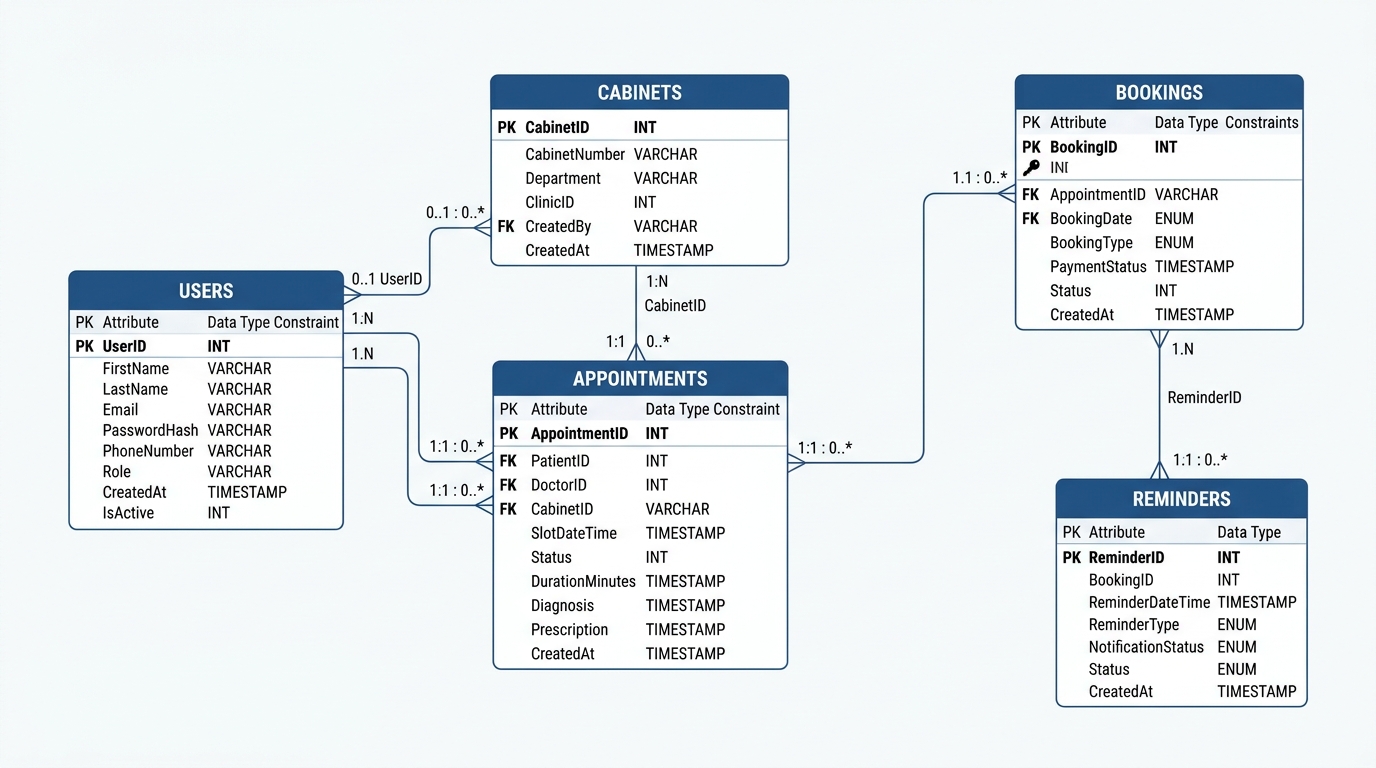 CABINETS
PK CabinetID INT
CabinetNumber VARCHAR
Department VARCHAR
ClinicID INT
FK CreatedBy VARCHAR
CreatedAt TIMESTAMP
0..1 : 0..*
0..1 UserID
USERS
PK Attribute Data Type Constraint
PK UserID INT
FirstName VARCHAR
LastName VARCHAR
Email VARCHAR
PasswordHash VARCHAR
PhoneNumber VARCHAR
Role VARCHAR
CreatedAt TIMESTAMP
IsActive INT
1:N
1.N
1:1 : 0..*
1:1 : 0..*
1:N
CabinetID
1:1 0..*
APPOINTMENTS
PK Attribute Data Type Constraint
PK AppointmentID INT
FK PatientID INT
FK DoctorID INT
FK CabinetID VARCHAR
SlotDateTime TIMESTAMP
Status INT
DurationMinutes TIMESTAMP
Diagnosis TIMESTAMP
Prescription TIMESTAMP
CreatedAt TIMESTAMP
1:1 : 0..*
1.1 : 0..*
BOOKINGS
PK Attribute Data Type Constraints
PK BookingID INT
FK AppointmentID VARCHAR
FK BookingDate ENUM
BookingType ENUM
PaymentStatus TIMESTAMP
Status INT
CreatedAt TIMESTAMP
1.N
ReminderID
1:1 : 0..*
REMINDERS
PK Attribute Data Type
PK ReminderID INT
BookingID INT
ReminderDateTime TIMESTAMP
ReminderType ENUM
NotificationStatus ENUM
Status ENUM
CreatedAt TIMESTAMP